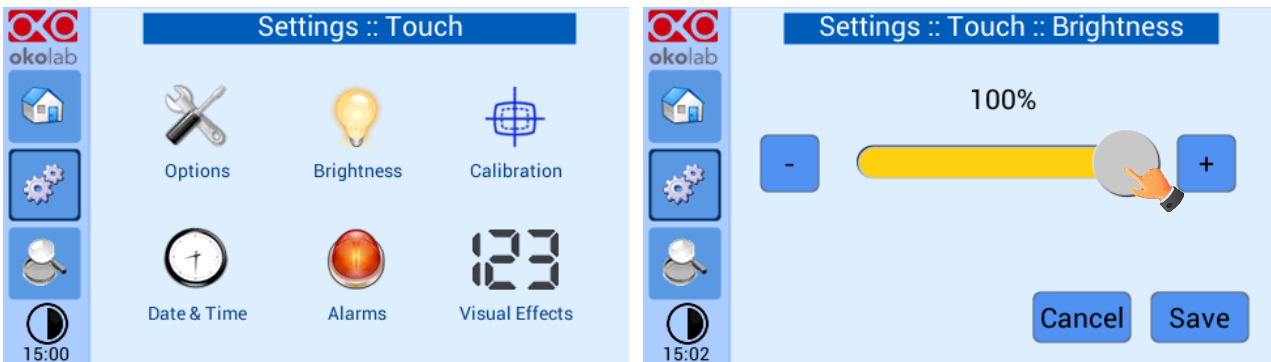 Settings :: Touch
okolab
Options
Brightness
Calibration
Date & Time
Alarms
123
Visual Effects
15:00
Settings :: Touch :: Brightness
okolab
100%
-
+
Cancel
Save
15:02